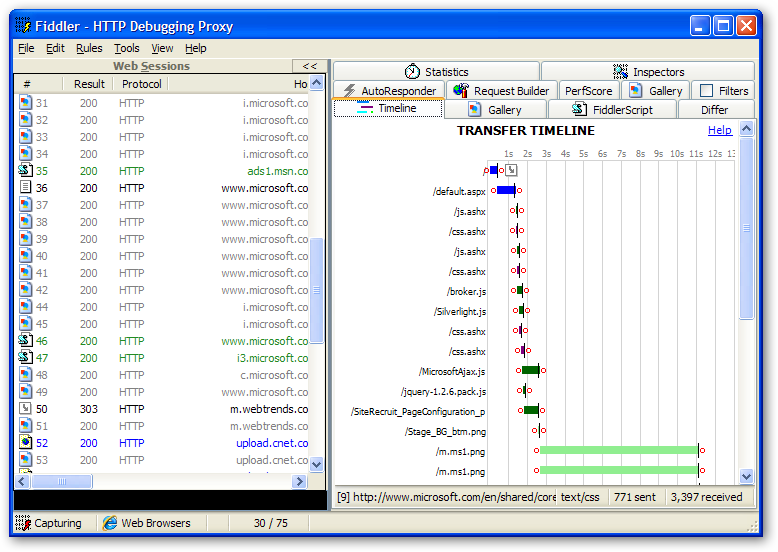 Fiddler - HTTP Debugging Proxy
File Edit Rules Tools View Help
Web Sessions <<
# Result Protocol Ho
31 200 HTTP i.microsoft.co
32 200 HTTP i.microsoft.co
33 200 HTTP i.microsoft.co
34 200 HTTP i.microsoft.co
35 200 HTTP ads1.msn.co
36 200 HTTP www.microsoft.co
37 200 HTTP www.microsoft.co
38 200 HTTP www.microsoft.co
39 200 HTTP www.microsoft.co
40 200 HTTP www.microsoft.co
41 200 HTTP www.microsoft.co
42 200 HTTP www.microsoft.co
44 200 HTTP i.microsoft.co
45 200 HTTP i.microsoft.co
46 200 HTTP www.microsoft.co
47 200 HTTP i3.microsoft.co
48 200 HTTP c.microsoft.co
49 200 HTTP www.microsoft.co
50 303 HTTP m.webtrends.co
51 200 HTTP m.webtrends.co
52 200 HTTP upload.cnet.co
53 200 HTTP upload.cnet.co
Statistics Inspectors
AutoResponder Request Builder PerfScore Gallery Filters
Timeline Gallery FiddlerScript Differ
TRANSFER TIMELINE Help
1s 2s 3s 4s 5s 6s 7s 8s 9s 10s 11s 12s 13
/
/default.aspx
/js.ashx
/css.ashx
/js.ashx
/css.ashx
/broker.js
/Silverlight.js
/css.ashx
/css.ashx
/MicrosoftAjax.js
/jquery-1.2.6.pack.js
/SiteRecruit_PageConfiguration_p
/Stage_BG_btm.png
/m.ms1.png
/m.ms1.png
[9] http://www.microsoft.com/en/shared/core text/css 771 sent 3,397 received
Capturing Web Browsers 30 / 75